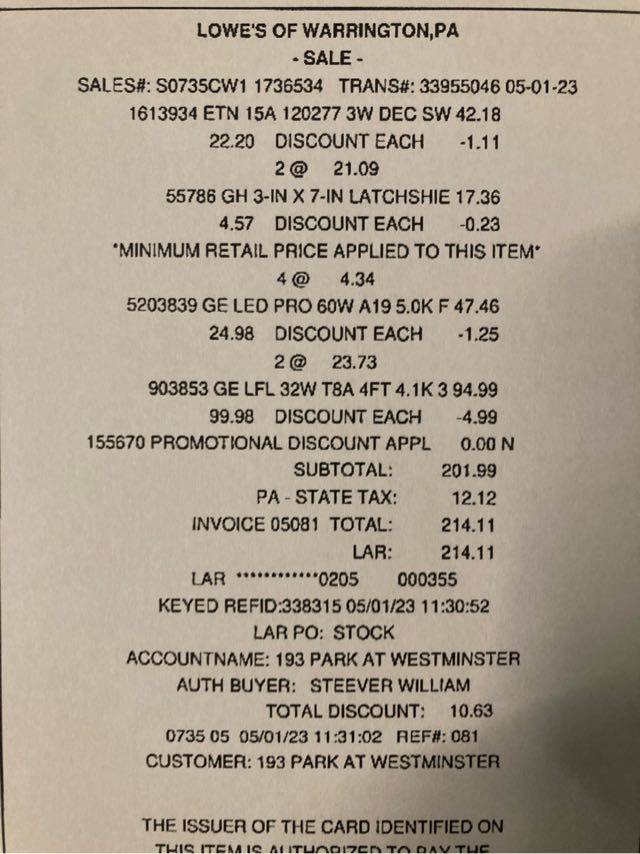 LOWE'S OF WARRINGTON,PA
- SALE -
SALES#: S0735CW1 1736534 TRANS#: 33955046 05-01-23
1613934 ETN 15A 120277 3W DEC SW 42.18
22.20 DISCOUNT EACH -1.11
2 @ 21.09
55786 GH 3-IN X 7-IN LATCHSHIE 17.36
4.57 DISCOUNT EACH -0.23
*MINIMUM RETAIL PRICE APPLIED TO THIS ITEM*
4 @ 4.34
5203839 GE LED PRO 60W A19 5.0K F 47.46
24.98 DISCOUNT EACH -1.25
2 @ 23.73
903853 GE LFL 32W T8A 4FT 4.1K 3 94.99
99.98 DISCOUNT EACH -4.99
155670 PROMOTIONAL DISCOUNT APPL 0.00 N
SUBTOTAL: 201.99
PA - STATE TAX: 12.12
INVOICE 05081 TOTAL: 214.11
LAR: 214.11
LAR ************0205 000355
KEYED REFID:338315 05/01/23 11:30:52
LAR PO: STOCK
ACCOUNTNAME: 193 PARK AT WESTMINSTER
AUTH BUYER: STEEVER WILLIAM
TOTAL DISCOUNT: 10.63
0735 05 05/01/23 11:31:02 REF#: 081
CUSTOMER: 193 PARK AT WESTMINSTER
THE ISSUER OF THE CARD IDENTIFIED ON
THIS ITEM IS AUTHORIZED TO PAY THE